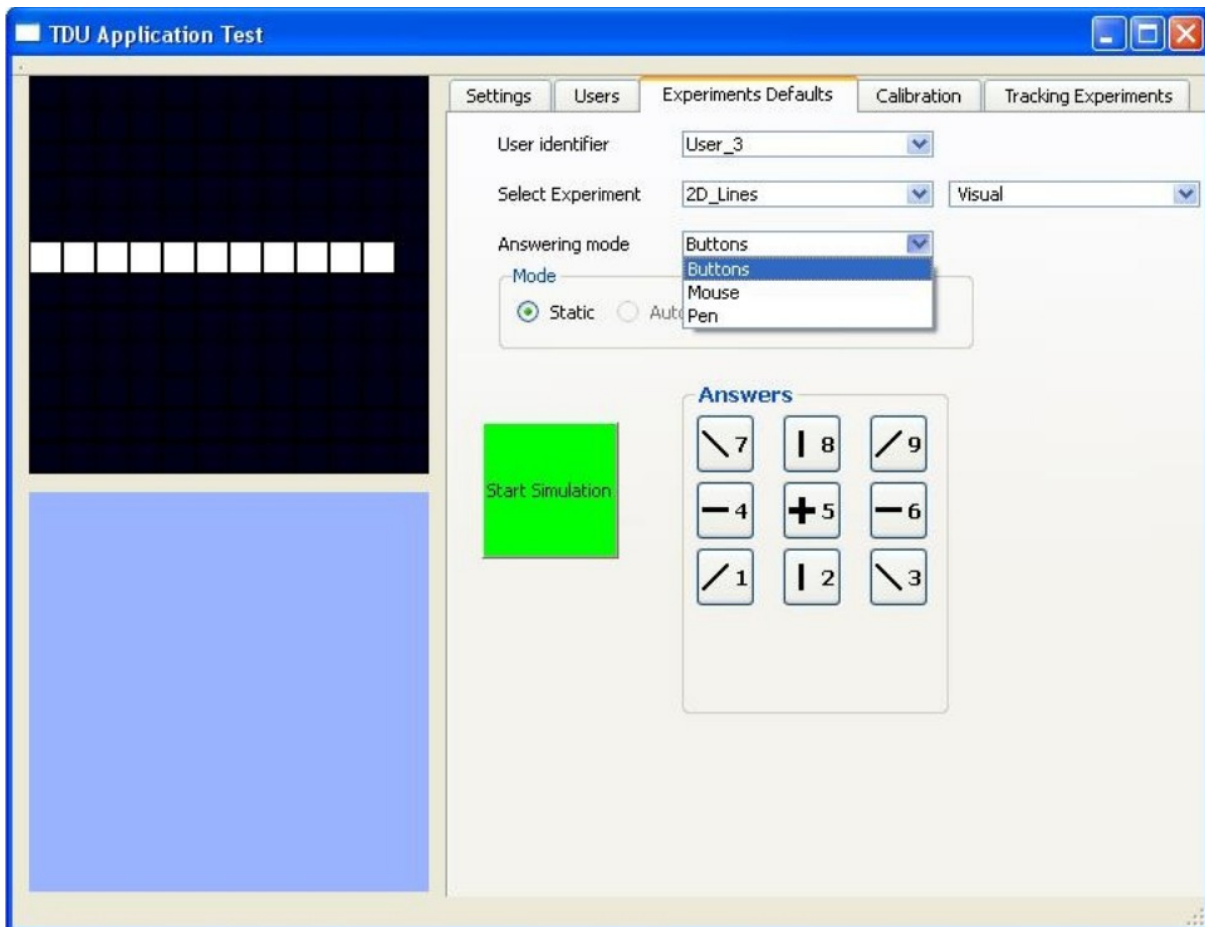 TDU Application Test
Settings Users Experiments Defaults Calibration Tracking Experiments
User identifier User_3
Select Experiment 2D_Lines Visual
Answering mode Buttons
Buttons
Mouse
Pen
Mode
Static
Answers
7 8 9
Start Simulation
4 5 6
1 2 3